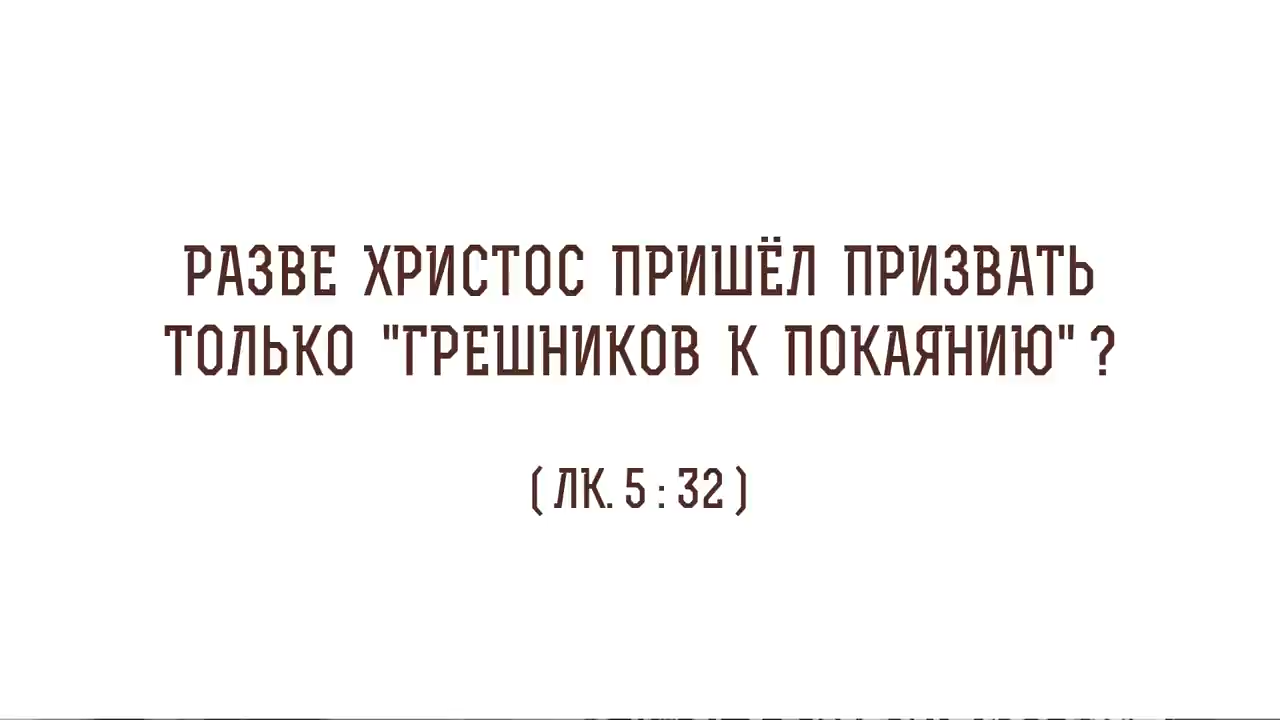 РАЗВЕ ХРИСТОС ПРИШЁЛ ПРИЗВАТЬ
ТОЛЬКО "ГРЕШНИКОВ К ПОКАЯНИЮ"?
(ЛК. 5:32)